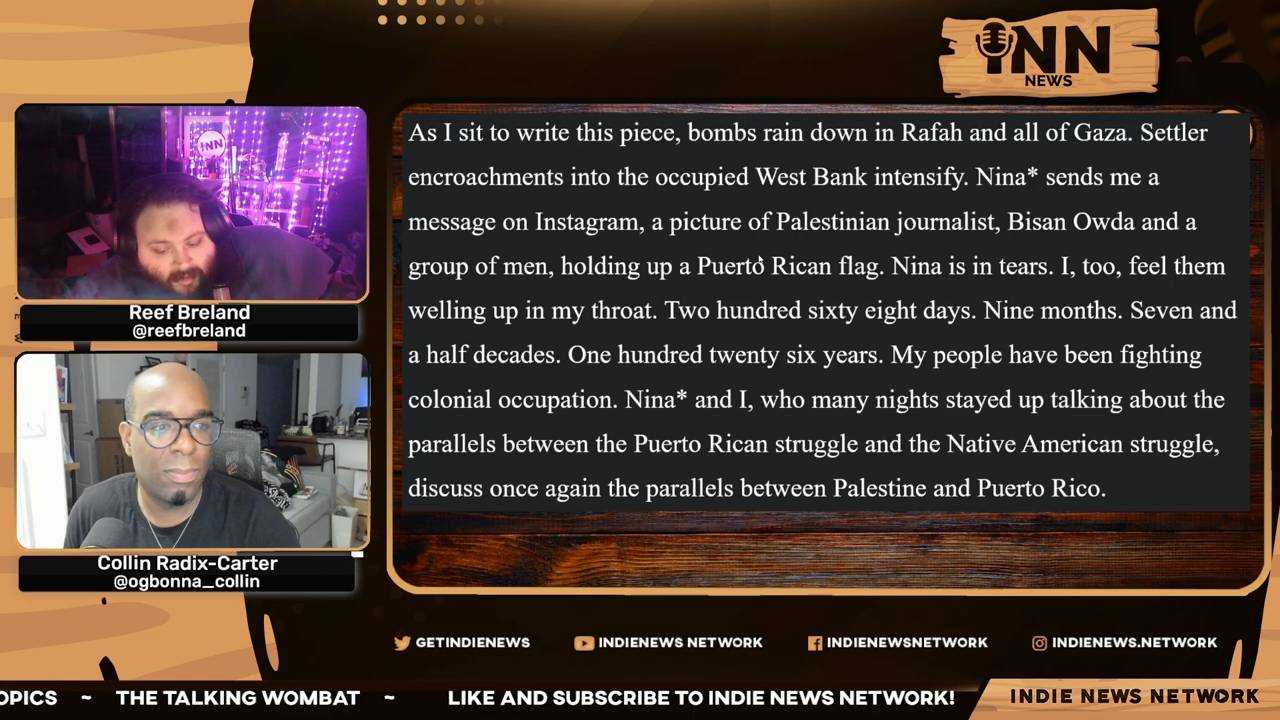 iNN
NEWS
iNN
As I sit to write this piece, bombs rain down in Rafah and all of Gaza. Settler
encroachments into the occupied West Bank intensify. Nina* sends me a
message on Instagram, a picture of Palestinian journalist, Bisan Owda and a
group of men, holding up a Puerto Rican flag. Nina is in tears. I, too, feel them
welling up in my throat. Two hundred sixty eight days. Nine months. Seven and
a half decades. One hundred twenty six years. My people have been fighting
colonial occupation. Nina* and I, who many nights stayed up talking about the
parallels between the Puerto Rican struggle and the Native American struggle,
discuss once again the parallels between Palestine and Puerto Rico.
Reef Breland
@reefbreland
Collin Radix-Carter
@ogbonna_collin
GETINDIENEWS
INDIENEWS NETWORK
INDIENEWSNETWORK
INDIENEWS.NETWORK
OPICS ~ THE TALKING WOMBAT ~ LIKE AND SUBSCRIBE TO INDIE NEWS NETWORK!
INDIE NEWS NETWORK